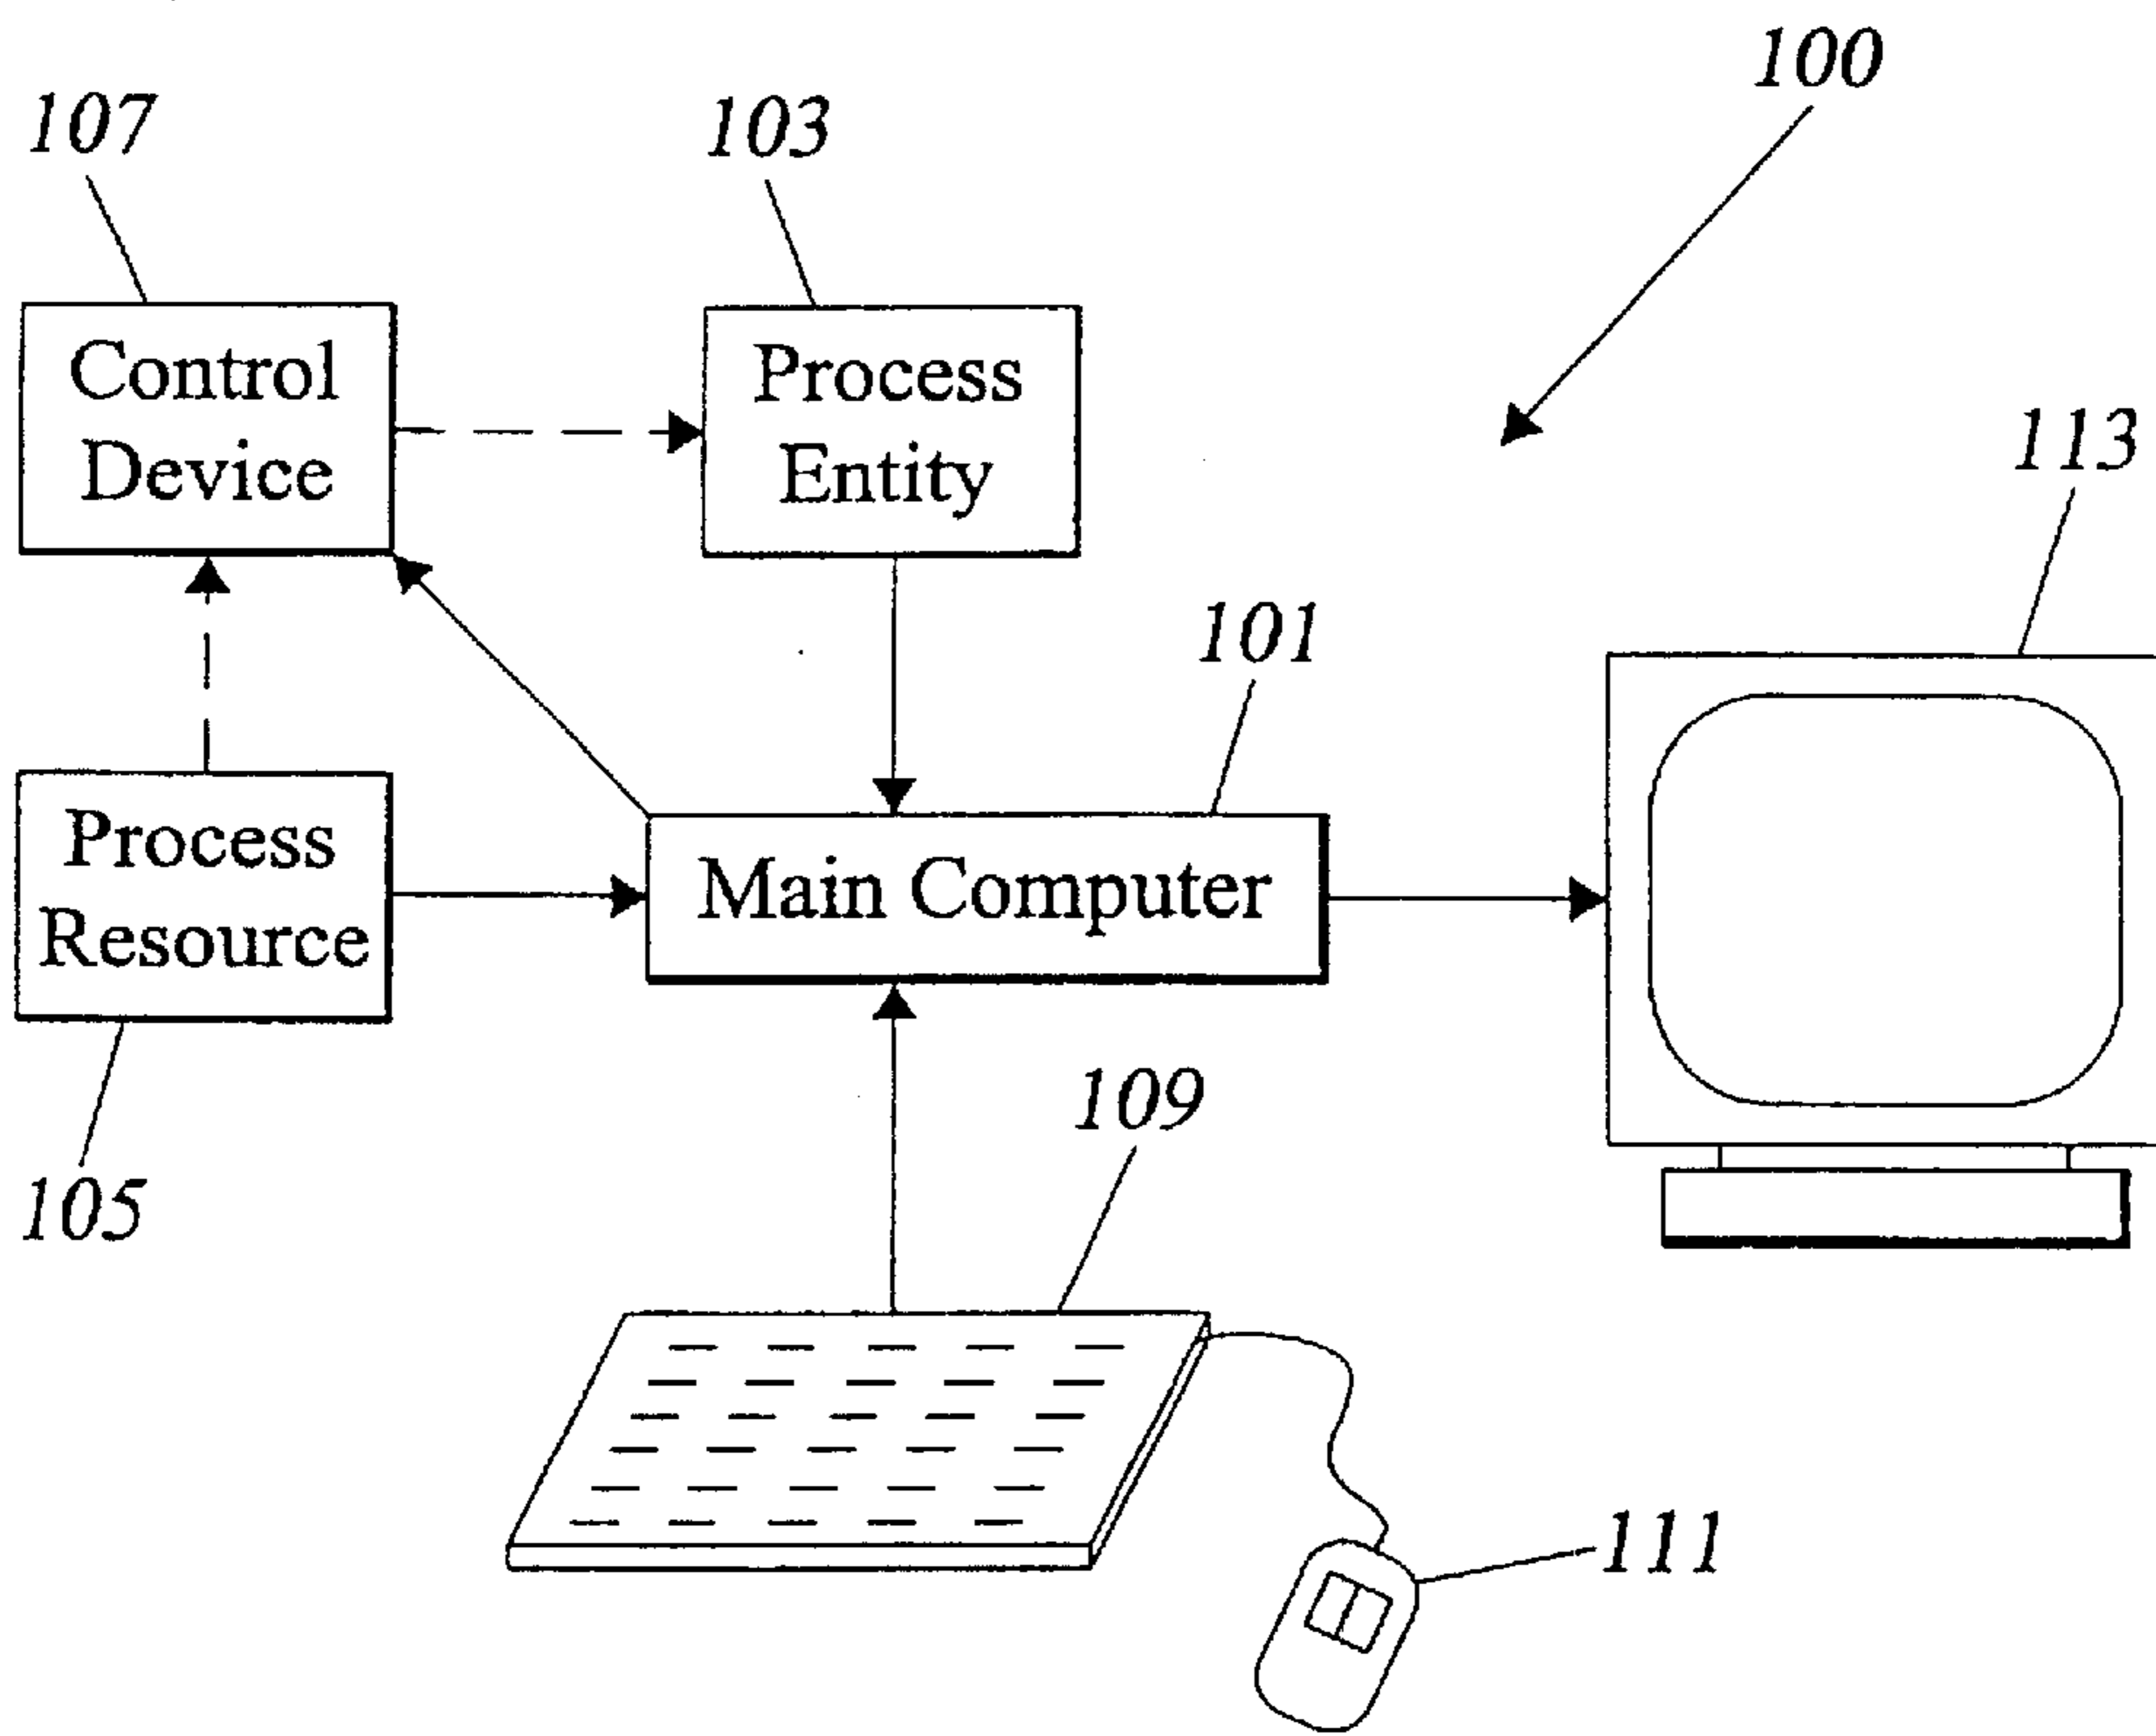 100
107
103
Control
Device
Process
Entity
113
101
Process
Resource
Main Computer
109
105
111